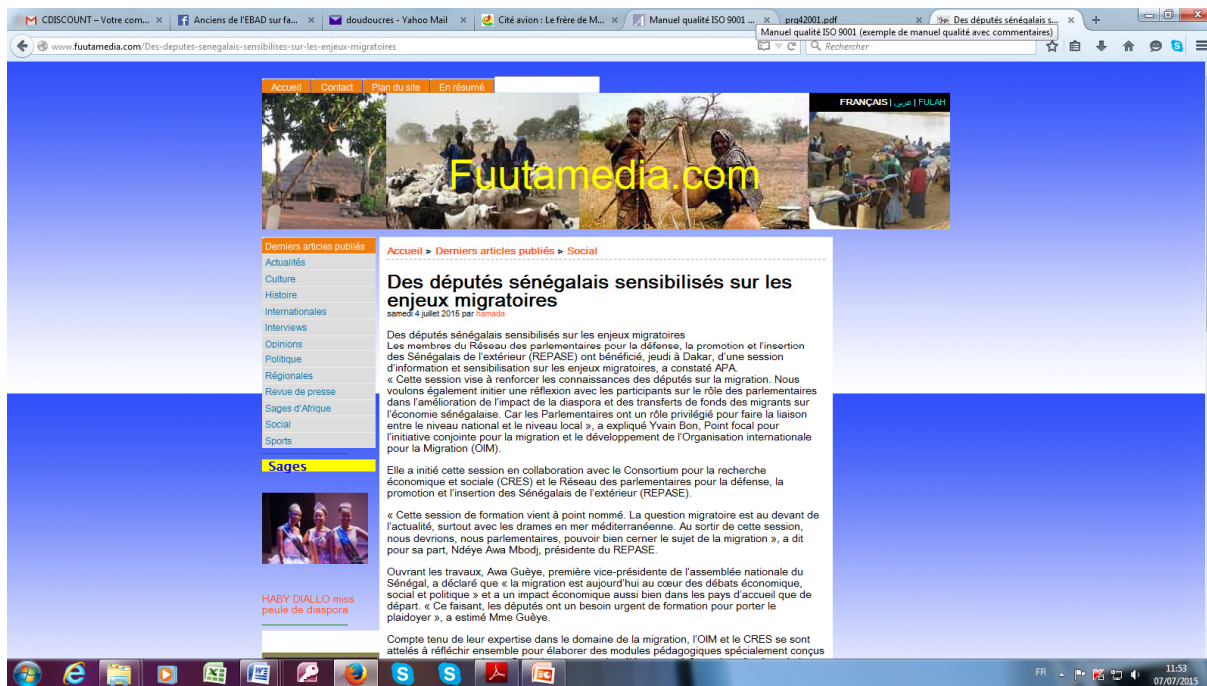 CDISCOUNT – Votre com...
Anciens de l'EBAD sur fa...
doudoucres - Yahoo Mail
Cité avion : Le frère de M...
Manuel qualité ISO 9001 ...
prq42001.pdf
Des députés sénégalais s...
Manuel qualité ISO 9001 (exemple de manuel qualité avec commentaires)
www.fuutamedia.com/Des-deputes-senegalais-sensibilises-sur-les-enjeux-migratoires
Rechercher
Accueil
Contact
Plan du site
En résumé
FRANÇAIS | عربي | FULAH
Fuutamedia.com
Derniers articles publiés
Actualités
Culture
Histoire
Internationales
Interviews
Opinions
Politique
Régionales
Revue de presse
Sages d'Afrique
Social
Sports
Sages
HABY DIALLO miss
peule de diaspora
Accueil > Derniers articles publiés > Social
Des députés sénégalais sensibilisés sur les
enjeux migratoires
samedi 4 juillet 2015 par hamada
Des députés sénégalais sensibilisés sur les enjeux migratoires
Les membres du Réseau des parlementaires pour la défense, la promotion et l'insertion
des Sénégalais de l'extérieur (REPASE) ont bénéficié, jeudi à Dakar, d'une session
d'information et sensibilisation sur les enjeux migratoires, a constaté APA.
« Cette session vise à renforcer les connaissances des députés sur la migration. Nous
voulons également initier une réflexion avec les participants sur le rôle des parlementaires
dans l'amélioration de l'impact de la diaspora et des transferts de fonds des migrants sur
l'économie sénégalaise. Car les Parlementaires ont un rôle privilégié pour faire la liaison
entre le niveau national et le niveau local », a expliqué Yvain Bon, Point focal pour
l'initiative conjointe pour la migration et le développement de l'Organisation internationale
pour la Migration (OIM).
Elle a initié cette session en collaboration avec le Consortium pour la recherche
économique et sociale (CRES) et le Réseau des parlementaires pour la défense, la
promotion et l'insertion des Sénégalais de l'extérieur (REPASE).
« Cette session de formation vient à point nommé. La question migratoire est au devant de
l'actualité, surtout avec les drames en mer méditerranéenne. Au sortir de cette session,
nous devrions, nous parlementaires, pouvoir bien cerner le sujet de la migration », a dit
pour sa part, Ndéye Awa Mbodj, présidente du REPASE.
Ouvrant les travaux, Awa Guèye, première vice-présidente de l'assemblée nationale du
Sénégal, a déclaré que « la migration est aujourd'hui au cœur des débats économique,
social et politique » et a un impact économique aussi bien dans les pays d'accueil que de
départ. « Ce faisant, les députés ont un besoin urgent de formation pour porter le
plaidoyer », a estimé Mme Guèye.
Compte tenu de leur expertise dans le domaine de la migration, l'OIM et le CRES se sont
attelés à réfléchir ensemble pour élaborer des modules pédagogiques spécialement conçus
FR
11:53
07/07/2015